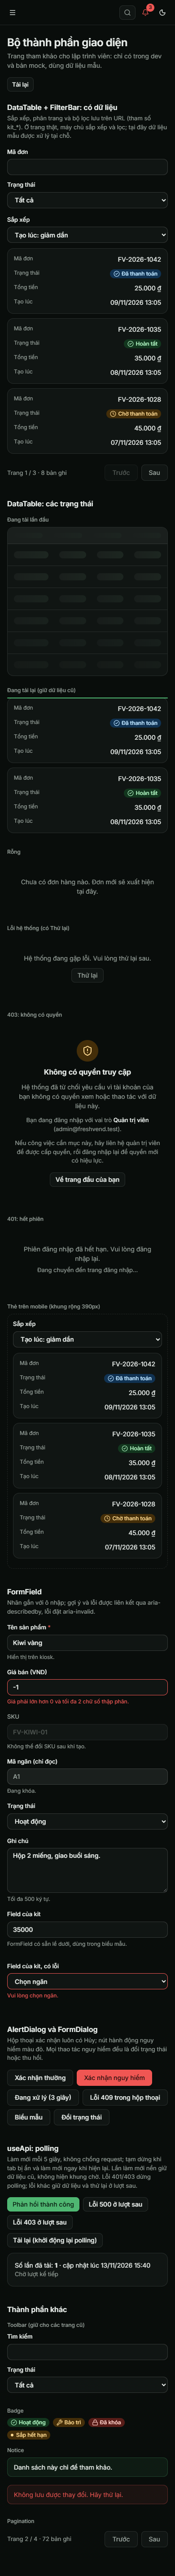 3
Bộ thành phần giao diện
Trang tham khảo cho lập trình viên: chỉ có trong dev
và bản mock, dùng dữ liệu mẫu.
Tải lại
DataTable + FilterBar: có dữ liệu
Sắp xếp, phân trang và bộ lọc lưu trên URL (tham số
kit_*). Ở trạng thật, máy chủ sắp xếp và lọc; tại đây dữ liệu
mẫu được xử lý tại chỗ.
Mã đơn
Trạng thái
Tất cả
Sắp xếp
Tạo lúc: giảm dần
Mã đơn FV-2026-1042
Trạng thái Đã thanh toán
Tổng tiền 25.000 ₫
Tạo lúc 09/11/2026 13:05
Mã đơn FV-2026-1035
Trạng thái Hoàn tất
Tổng tiền 35.000 ₫
Tạo lúc 08/11/2026 13:05
Mã đơn FV-2026-1028
Trạng thái Chờ thanh toán
Tổng tiền 45.000 ₫
Tạo lúc 07/11/2026 13:05
Trang 1 / 3 · 8 bản ghi Trước Sau
DataTable: các trạng thái
Đang tải lần đầu
Đang tải lại (giữ dữ liệu cũ)
Mã đơn FV-2026-1042
Trạng thái Đã thanh toán
Tổng tiền 25.000 ₫
Tạo lúc 09/11/2026 13:05
Mã đơn FV-2026-1035
Trạng thái Hoàn tất
Tổng tiền 35.000 ₫
Tạo lúc 08/11/2026 13:05
Rỗng
Chưa có đơn hàng nào. Đơn mới sẽ xuất hiện
tại đây.
Lỗi hệ thống (có Thử lại)
Hệ thống đang gặp lỗi. Vui lòng thử lại sau.
Thử lại
403: không có quyền
Không có quyền truy cập
Hệ thống đã từ chối yêu cầu vì tài khoản của
bạn không có quyền xem hoặc thao tác với dữ
liệu này.
Bạn đang đăng nhập với vai trò Quản trị viên
(admin@freshvend.test).
Nếu công việc cần mục này, hãy liên hệ quản trị viên
để được cấp quyền, rồi đăng nhập lại để quyền mới
có hiệu lực.
Về trang đầu của bạn
401: hết phiên
Phiên đăng nhập đã hết hạn. Vui lòng đăng
nhập lại.
Đang chuyển đến trang đăng nhập…
Thẻ trên mobile (khung rộng 390px)
Sắp xếp
Tạo lúc: giảm dần
Mã đơn FV-2026-1042
Trạng thái Đã thanh toán
Tổng tiền 25.000 ₫
Tạo lúc 09/11/2026 13:05
Mã đơn FV-2026-1035
Trạng thái Hoàn tất
Tổng tiền 35.000 ₫
Tạo lúc 08/11/2026 13:05
Mã đơn FV-2026-1028
Trạng thái Chờ thanh toán
Tổng tiền 45.000 ₫
Tạo lúc 07/11/2026 13:05
FormField
Nhãn gắn với ô nhập; gợi ý và lỗi được liên kết qua aria-
describedby, lỗi đặt aria-invalid.
Tên sản phẩm *
Kiwi vàng
Hiển thị trên kiosk.
Giá bán (VND)
-1
Giá phải lớn hơn 0 và tối đa 2 chữ số thập phân.
SKU
FV-KIWI-01
Không thể đổi SKU sau khi tạo.
Mã ngăn (chỉ đọc)
A1
Đang khóa.
Trạng thái
Hoạt động
Ghi chú
Hộp 2 miếng, giao buổi sáng.
Tối đa 500 ký tự.
Field của kit
35000
FormField có sẵn lề dưới, dùng trong biểu mẫu.
Field của kit, có lỗi
Chọn ngăn
Vui lòng chọn ngăn.
AlertDialog và FormDialog
Hộp thoại xác nhận luôn có Hủy; nút hành động nguy
hiểm màu đỏ. Mọi thao tác nguy hiểm đều là đổi trạng thái
hoặc thu hồi.
Xác nhận thường Xác nhận nguy hiểm
Đang xử lý (3 giây) Lỗi 409 trong hộp thoại
Biểu mẫu Đổi trạng thái
useApi: polling
Làm mới mỗi 5 giây, không chồng request; tạm dừng khi
tab bị ẩn và làm mới ngay khi hiện lại. Lần làm mới nền giữ
dữ liệu cũ, không hiện khung chờ. Lỗi 401/403 dừng
polling; lỗi khác giữ dữ liệu và thử lại ở lượt sau.
Phản hồi thành công Lỗi 500 ở lượt sau
Lỗi 403 ở lượt sau
Tải lại (khởi động lại polling)
Số lần đã tải: 1 · cập nhật lúc 13/11/2026 15:40
Chờ lượt kế tiếp
Thành phần khác
Toolbar (giữ cho các trang cũ)
Tìm kiếm
Trạng thái
Tất cả
Badge
Hoạt động Bảo trì Đã khóa
Sắp hết hạn
Notice
Danh sách này chỉ để tham khảo.
Không lưu được thay đổi. Hãy thử lại.
Pagination
Trang 2 / 4 · 72 bản ghi Trước Sau